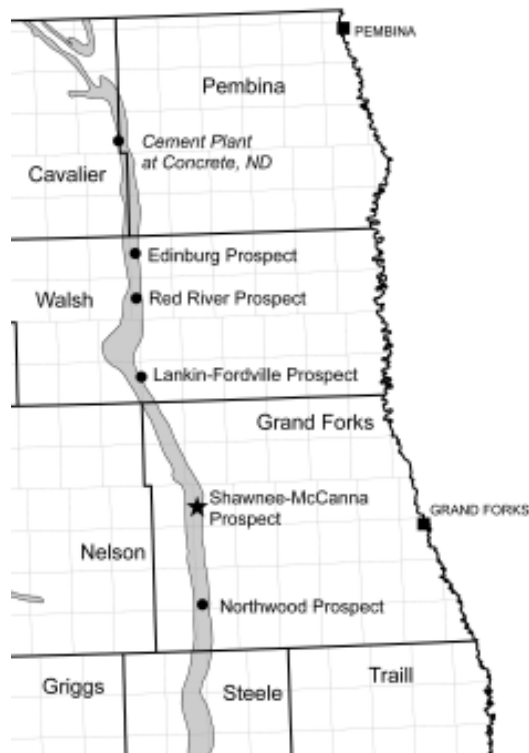 PEMBINA
Pembina
Cement Plant
at Concrete, ND
Cavalier
Edinburg Prospect
Walsh
Red River Prospect
Lankin-Fordville Prospect
Grand Forks
Shawnee-McCanna
Prospect
GRAND FORKS
Nelson
Northwood Prospect
Griggs
Steele
Traill